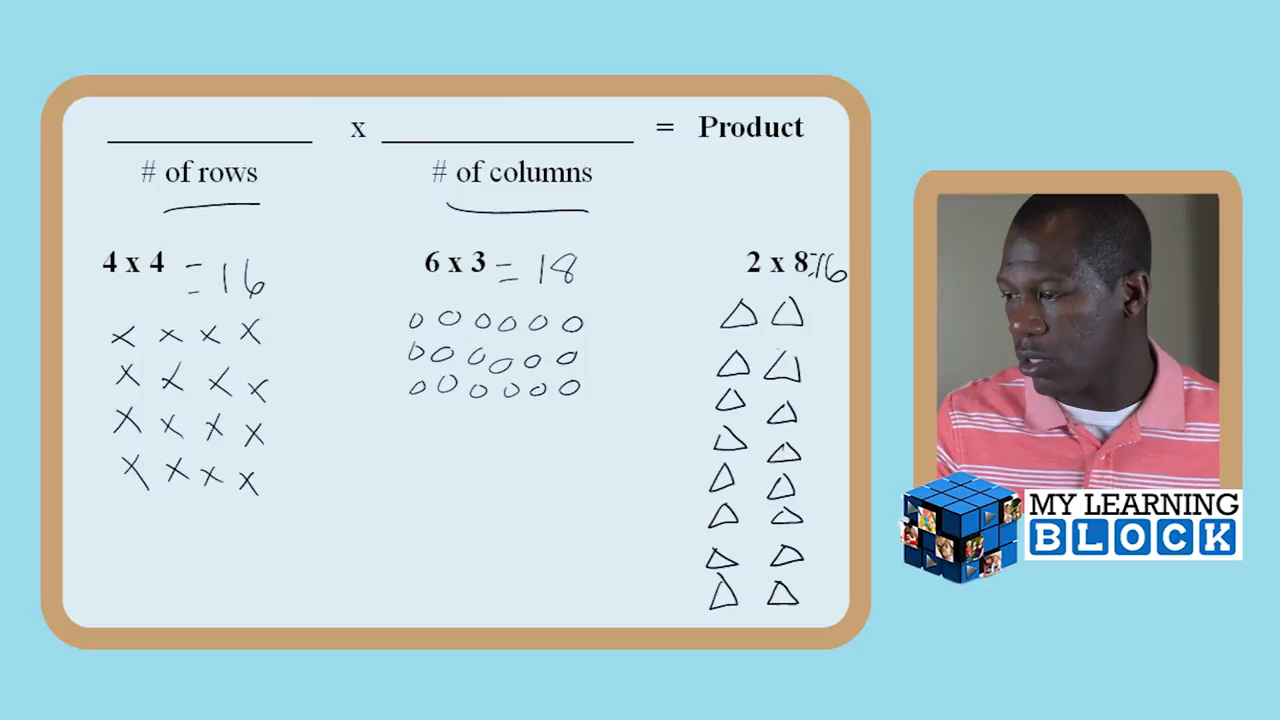 x = Product
# of rows # of columns
4 x 4 = 16 6 x 3 = 18 2 x 8 = 16
MY LEARNING
BLOCK